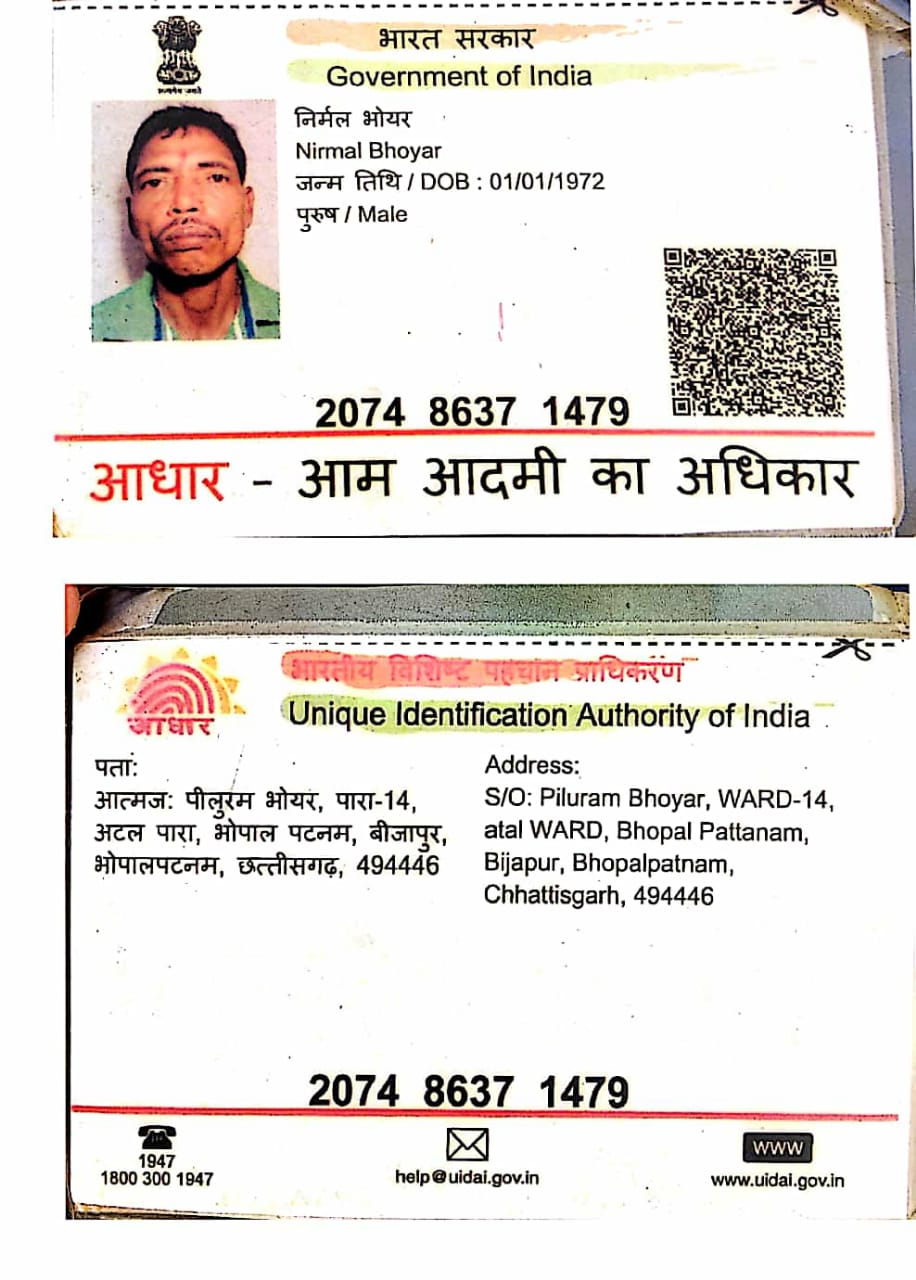 भारत सरकार
Government of India
निर्मल भोयर
Nirmal Bhoyar
जन्म तिथि / DOB : 01/01/1972
पुरुष / Male
2074 8637 1479
आधार - आम आदमी का अधिकार
भारतीय विशिष्ट पहचान प्राधिकरण
Unique Identification Authority of India
आधार
पता:
आत्मज: पीलुरम भोयर, पारा-14,
अटल पारा, भोपाल पटनम, बीजापुर,
भोपालपटनम, छत्तीसगढ़, 494446
Address:
S/O: Piluram Bhoyar, WARD-14,
atal WARD, Bhopal Pattanam,
Bijapur, Bhopalpatnam,
Chhattisgarh, 494446
2074 8637 1479
1947
1800 300 1947
help@uidai.gov.in
www
www.uidai.gov.in